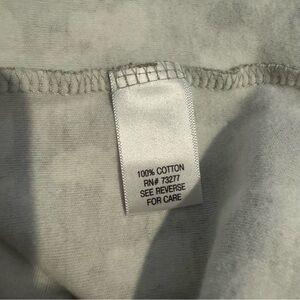 100% COTTON
RN# 73277
SEE REVERSE
FOR CARE